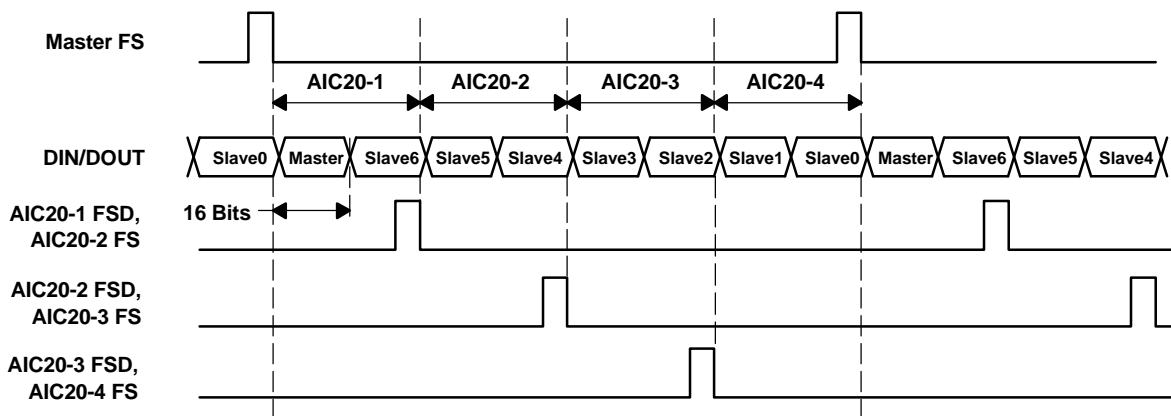 Master FS
AIC20-1 AIC20-2 AIC20-3 AIC20-4
DIN/DOUT Slave0 Master Slave6 Slave5 Slave4 Slave3 Slave2 Slave1 Slave0 Master Slave6 Slave5 Slave4
AIC20-1 FSD, 16 Bits
AIC20-2 FS
AIC20-2 FSD,
AIC20-3 FS
AIC20-3 FSD,
AIC20-4 FS